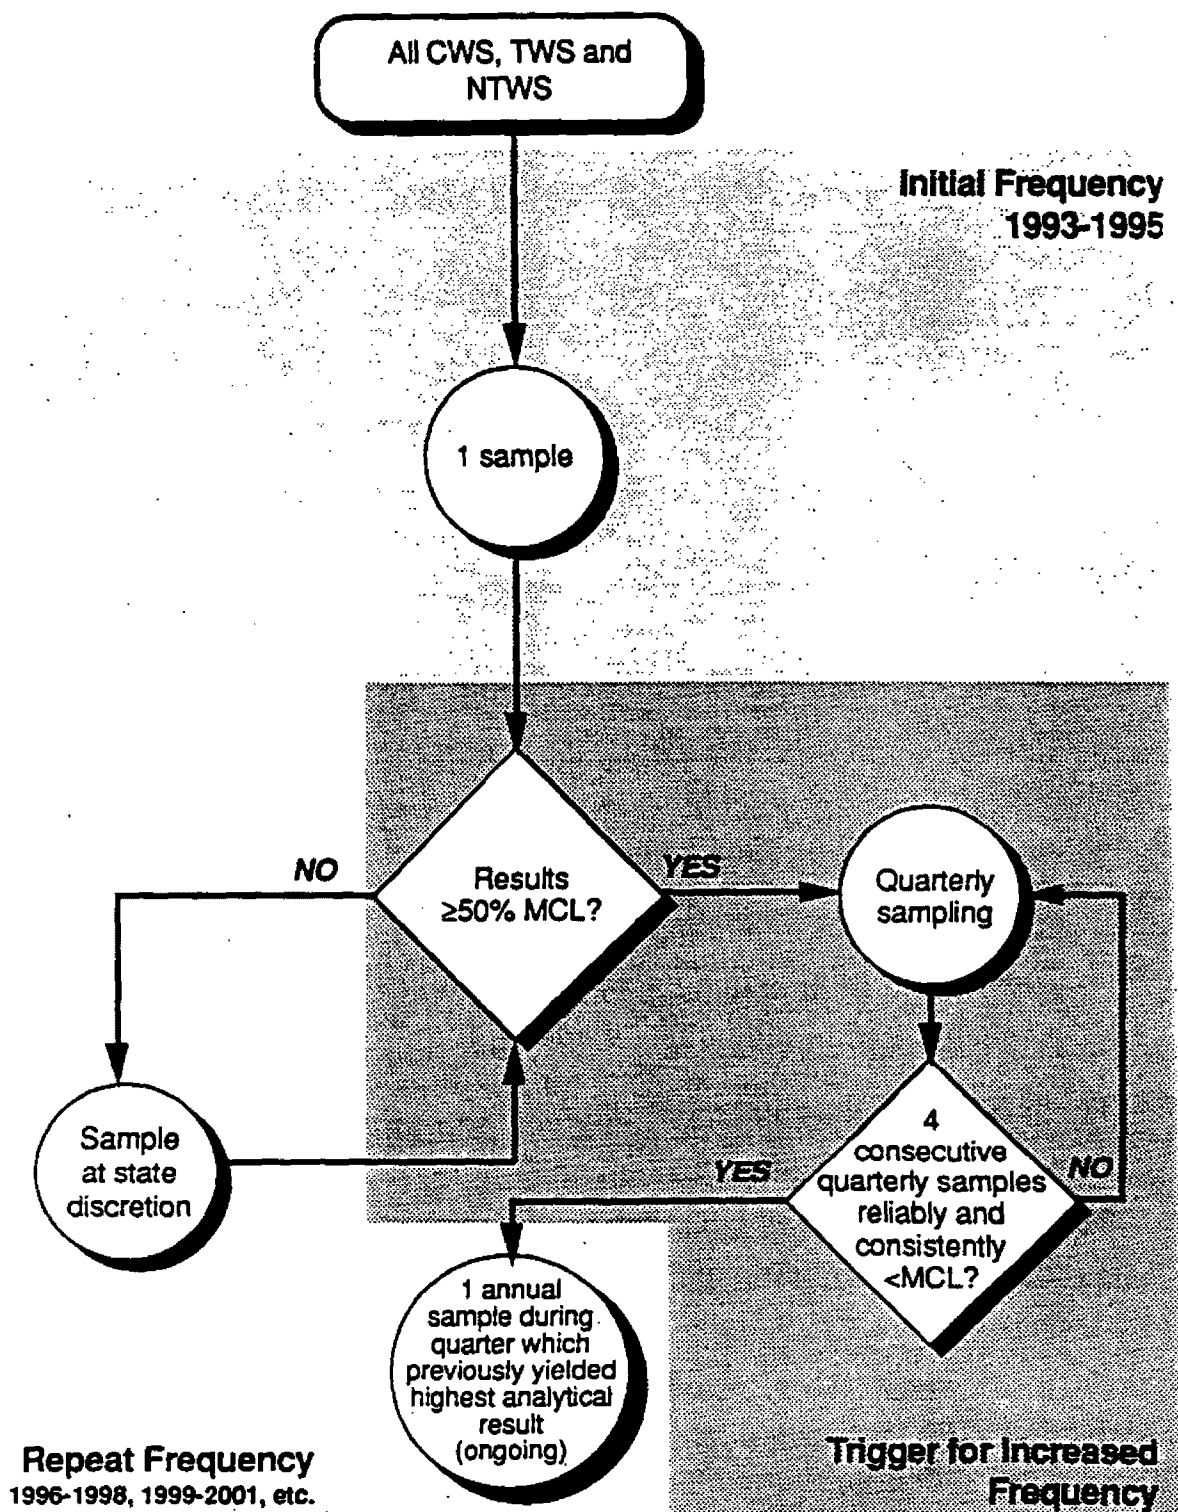 All CWS, TWS and
NTWS
Initial Frequency
1993-1995
1 sample
NO
Results
≥50% MCL?
YES
Quarterly
sampling
Sample
at state
discretion
4
consecutive
quarterly samples
reliably and
consistently
<MCL?
YES
NO
1 annual
sample during
quarter which
previously yielded
highest analytical
result
(ongoing)
Repeat Frequency
1996-1998, 1999-2001, etc.
Trigger for Increased
Frequency